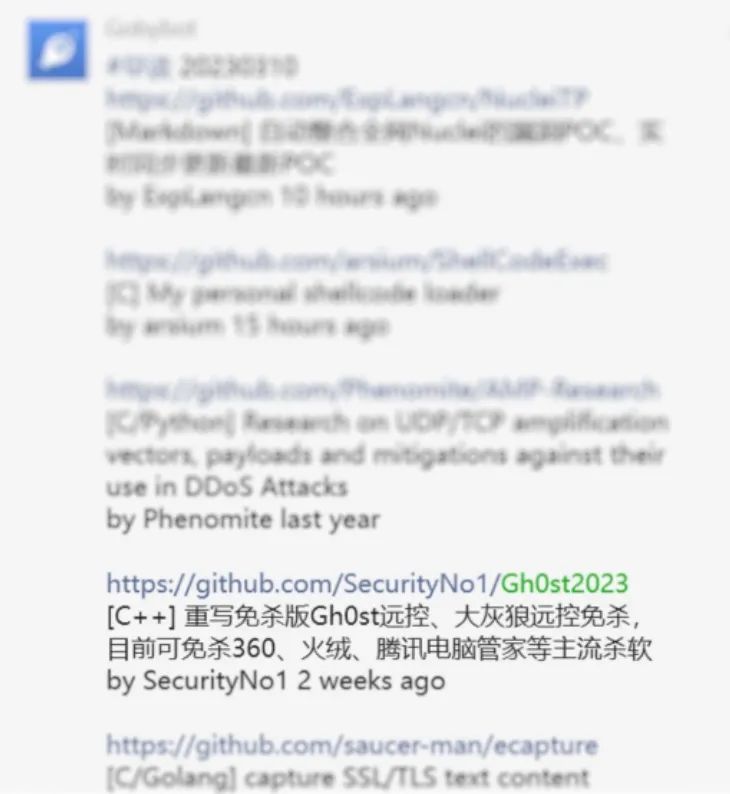 20230310
https://github.com/ExpLangcn/NucleiTP
[Markdown] 自动整合全网Nuclei的漏洞POC，实
时同步更新最新POC
by ExpLangcn 10 hours ago
https://github.com/arsium/ShellCodeExec
[C] My personal shellcode loader
by arsium 15 hours ago
https://github.com/Phenomite/AMP-Research
[C/Python] Research on UDP/TCP amplification
vectors, payloads and mitigations against their
use in DDoS Attacks
by Phenomite last year
https://github.com/SecurityNo1/Gh0st2023
[C++] 重写免杀版Gh0st远控、大灰狼远控免杀，
目前可免杀360、火绒、腾讯电脑管家等主流杀软
by SecurityNo1 2 weeks ago
https://github.com/saucer-man/ecapture
[C/Golang] capture SSL/TLS text content